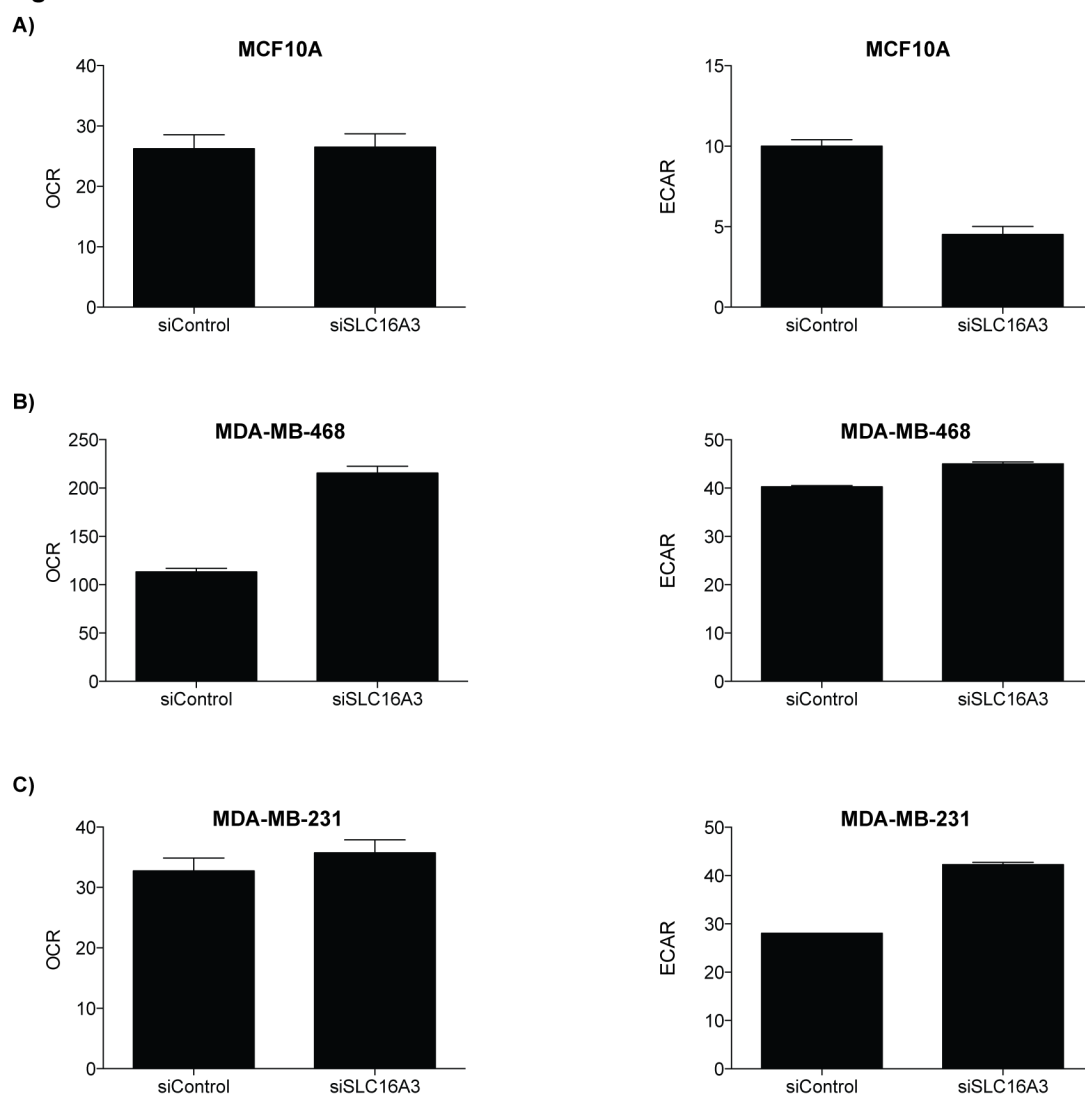 A)
MCF10A
40
30
20
10
0
OCR
siControl siSLC16A3
MCF10A
15
10
5
0
ECAR
siControl siSLC16A3
B)
MDA-MB-468
250
200
150
100
50
0
OCR
siControl siSLC16A3
MDA-MB-468
50
40
30
20
10
0
ECAR
siControl siSLC16A3
C)
MDA-MB-231
40
30
20
10
0
OCR
siControl siSLC16A3
MDA-MB-231
50
40
30
20
10
0
ECAR
siControl siSLC16A3